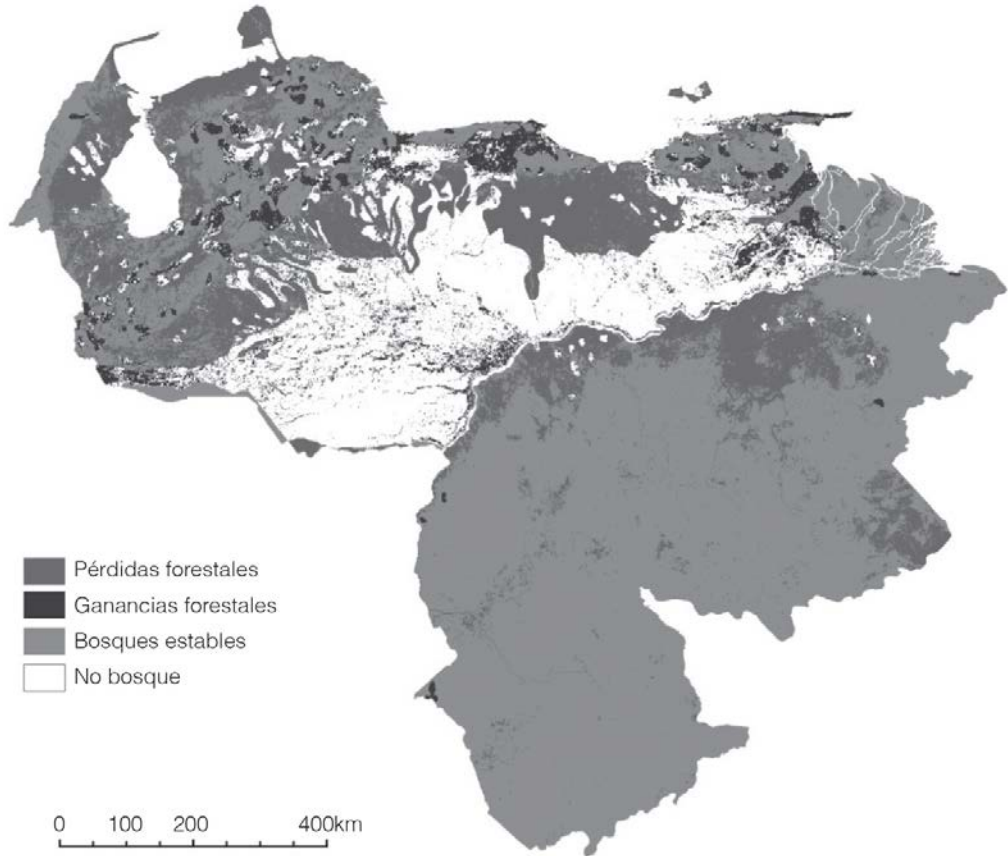 Pérdidas forestales
Ganancias forestales
Bosques estables
No bosque
0 100 200 400km